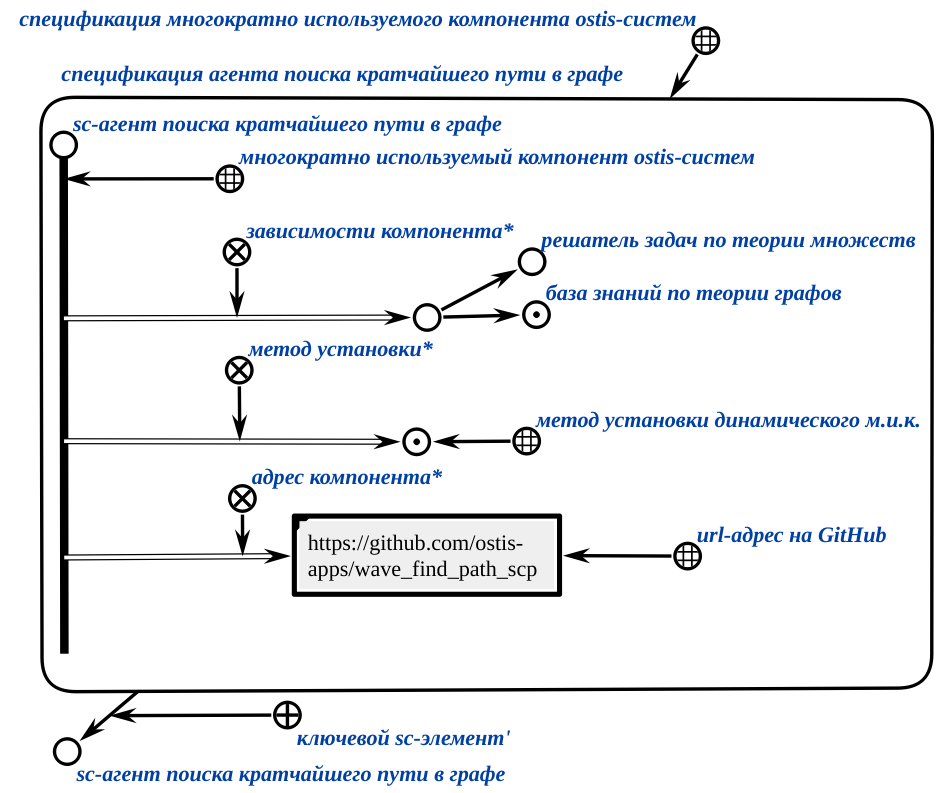 спецификация многократно используемого компонента ostis-систем
спецификация агента поиска кратчайшего пути в графе
sc-агент поиска кратчайшего пути в графе
многократно используемый компонент ostis-систем
зависимости компонента*
решатель задач по теории множеств
база знаний по теории графов
метод установки*
метод установки динамического м.и.к.
адрес компонента*
url-адрес на GitHub
https://github.com/ostis-
apps/wave_find_path_scp
ключевой sc-элемент'
sc-агент поиска кратчайшего пути в графе